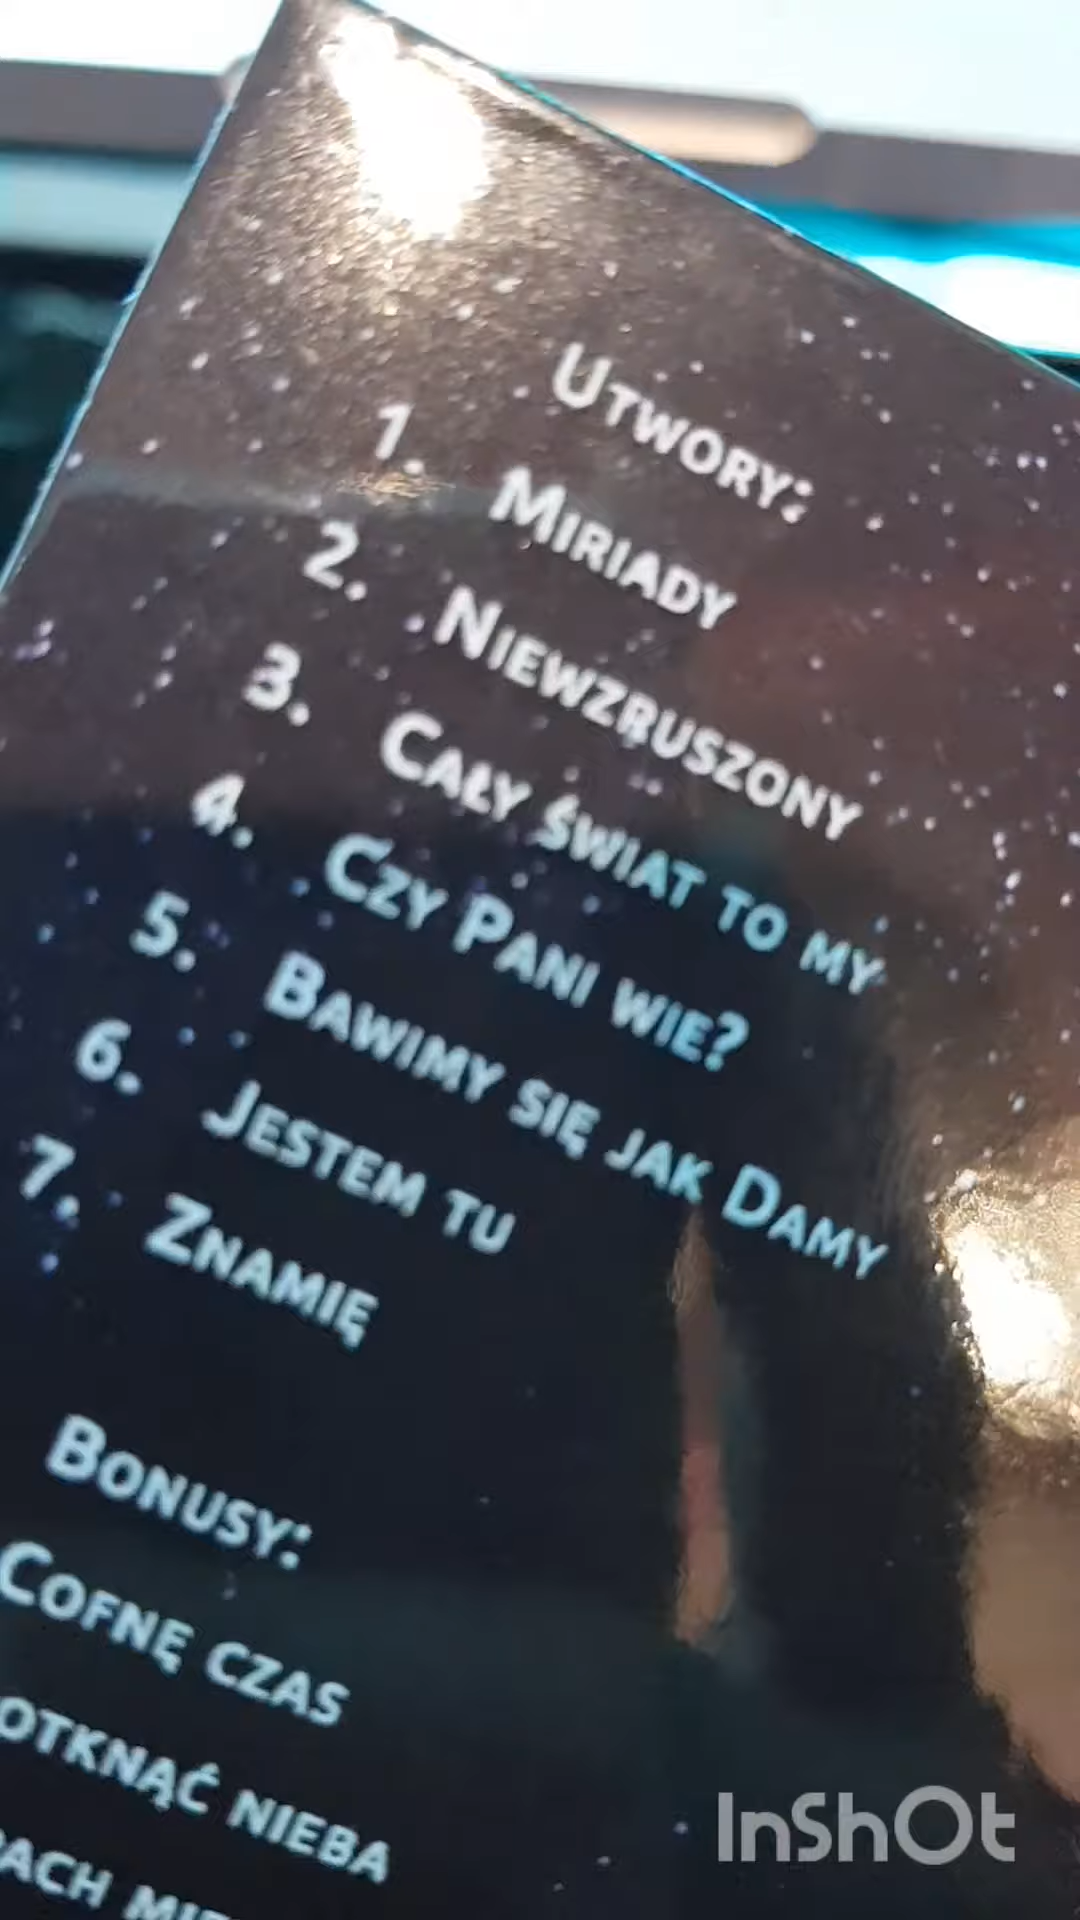 Utwory:
1. Miriady
2. Niewzruszony
3. Cały świat to my
4. Czy Pani wie?
5. Bawimy się jak Damy
6. Jestem tu
7. Znamię
Bonusy:
Cofnę czas
nieba
InShOt